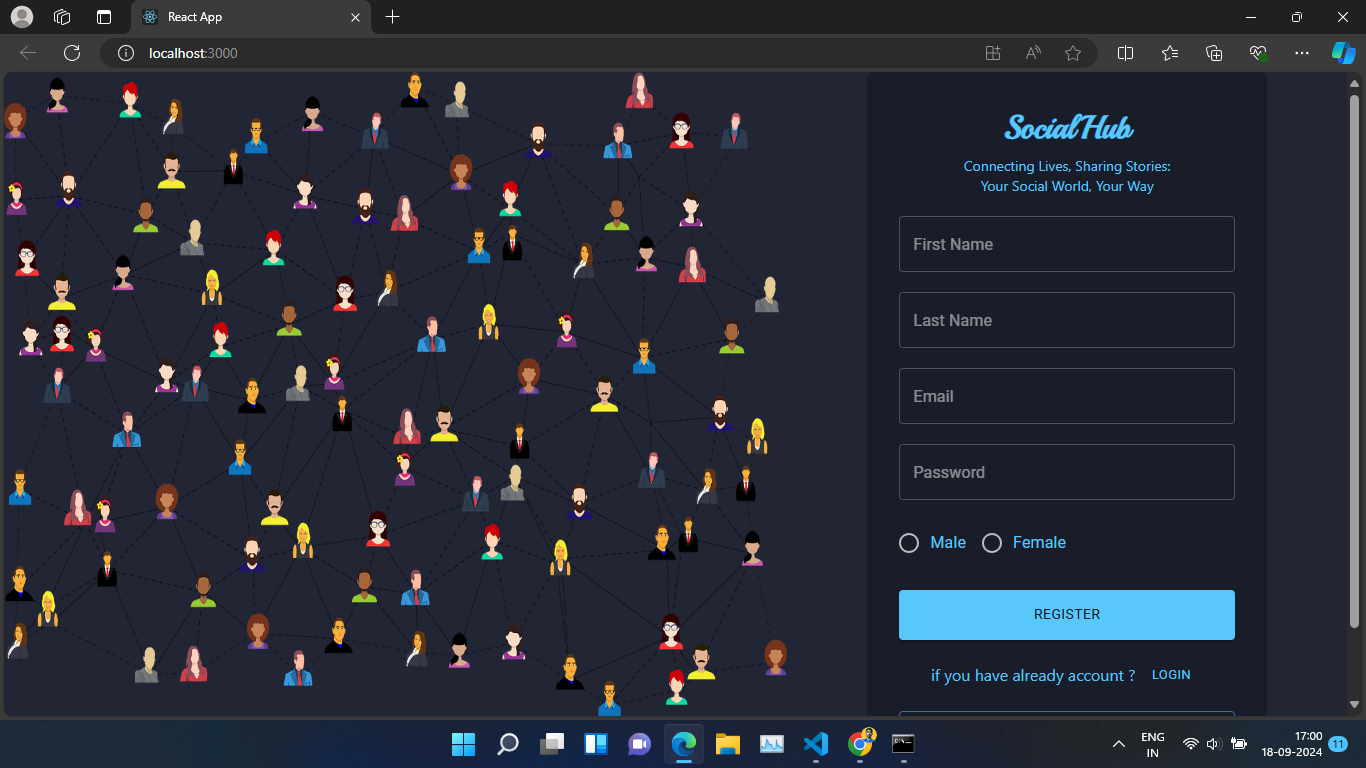 React App
localhost:3000
SocialHub
Connecting Lives, Sharing Stories:
Your Social World, Your Way
First Name
Last Name
Email
Password
Male Female
REGISTER
if you have already account ? LOGIN
ENG
IN
17:00
18-09-2024
11